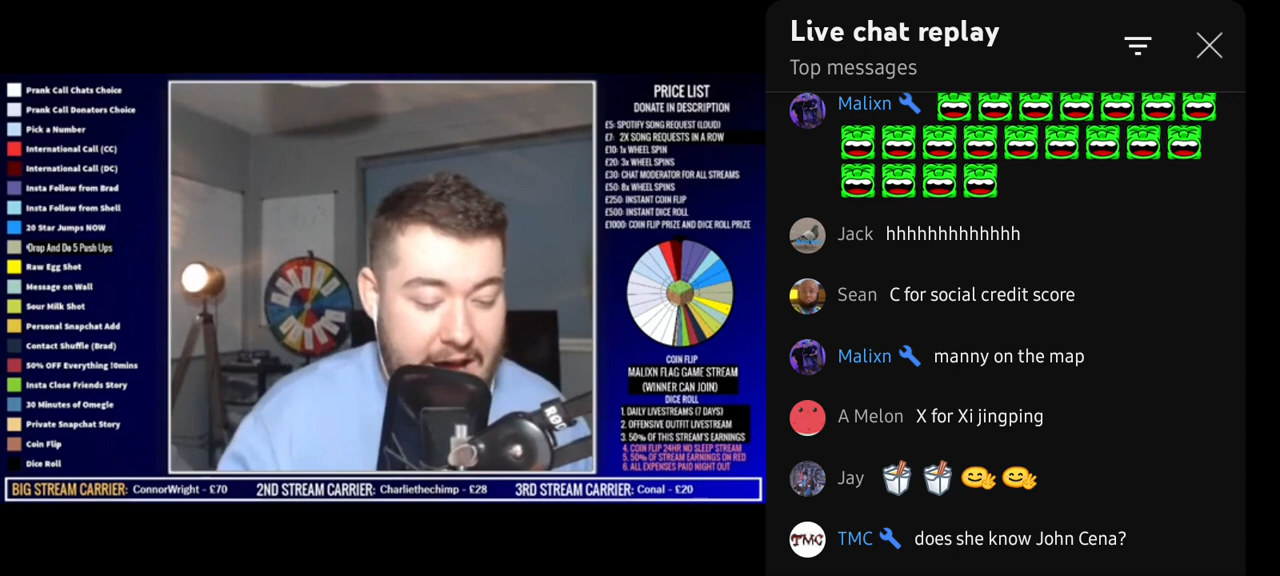 Prank Call Chats Choice
Prank Call Donators Choice
Pick a Number
International Call (CC)
International Call (DC)
Insta Follow from Brad
Insta Follow from Shell
20 Star Jumps NOW
Drop And Do 5 Push Ups
Raw Egg Shot
Message on Wall
Sour Milk Shot
Personal Snapchat Add
Contact Shuffle (Brad)
50% OFF Everything 10mins
Insta Close Friends Story
30 Minutes of Omegle
Private Snapchat Story
Coin Flip
Dice Roll
RØDE
PRICE LIST
DONATE IN DESCRIPTION
£5: SPOTIFY SONG REQUEST (LOUD)
£7: 2X SONG REQUESTS IN A ROW
£10: 1x WHEEL SPIN
£20: 3x WHEEL SPINS
£30: CHAT MODERATOR FOR ALL STREAMS
£50: 8x WHEEL SPINS
£250: INSTANT COIN FLIP
£500: INSTANT DICE ROLL
£1000: COIN FLIP PRIZE AND DICE ROLL PRIZE
COIN FLIP
MALIXN FLAG GAME STREAM
(WINNER CAN JOIN)
DICE ROLL
1. DAILY LIVESTREAMS (7 DAYS)
2. OFFENSIVE OUTFIT LIVESTREAM
3. 50% OF THIS STREAM'S EARNINGS
4. COIN FLIP 24HR NO SLEEP STREAM
5. 50% OF STREAM EARNINGS ON RED
6. ALL EXPENSES PAID NIGHT OUT
BIG STREAM CARRIER: ConnorWright - £70 2ND STREAM CARRIER: Charliethechimp - £28 3RD STREAM CARRIER: Conal - £20
Live chat replay
Top messages
Malixn
Jack hhhhhhhhhhhhh
Sean C for social credit score
Malixn manny on the map
A Melon X for Xi jingping
Jay
TMC TMC does she know John Cena?